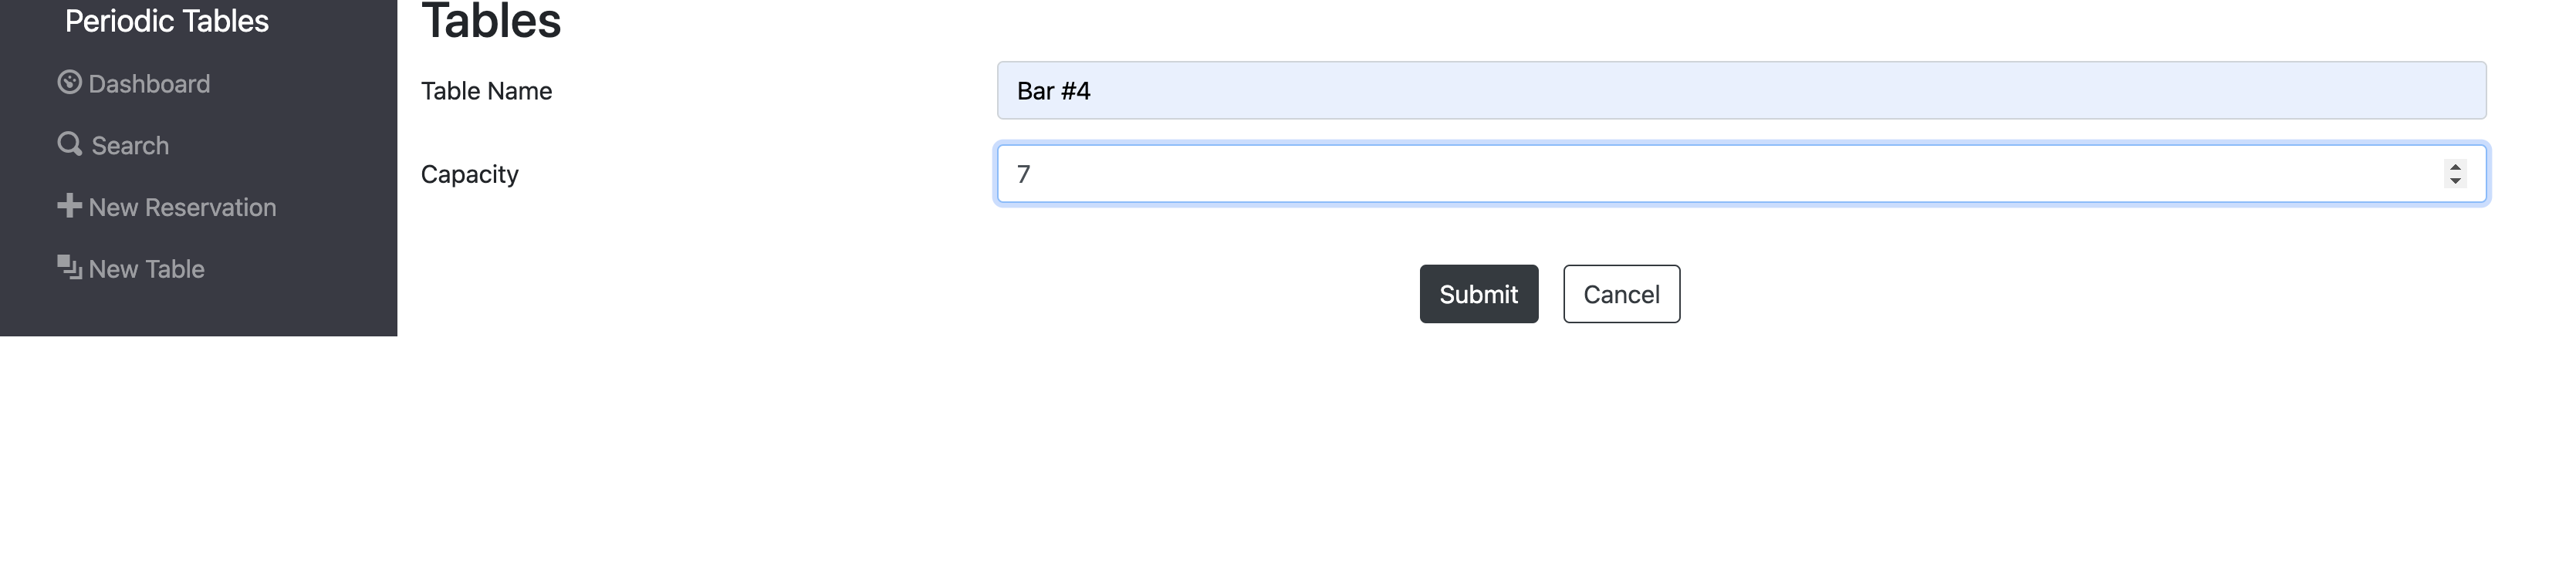 Periodic Tables
Dashboard
Search
New Reservation
New Table
Tables
Table Name
Bar #4
Capacity
7
Submit
Cancel